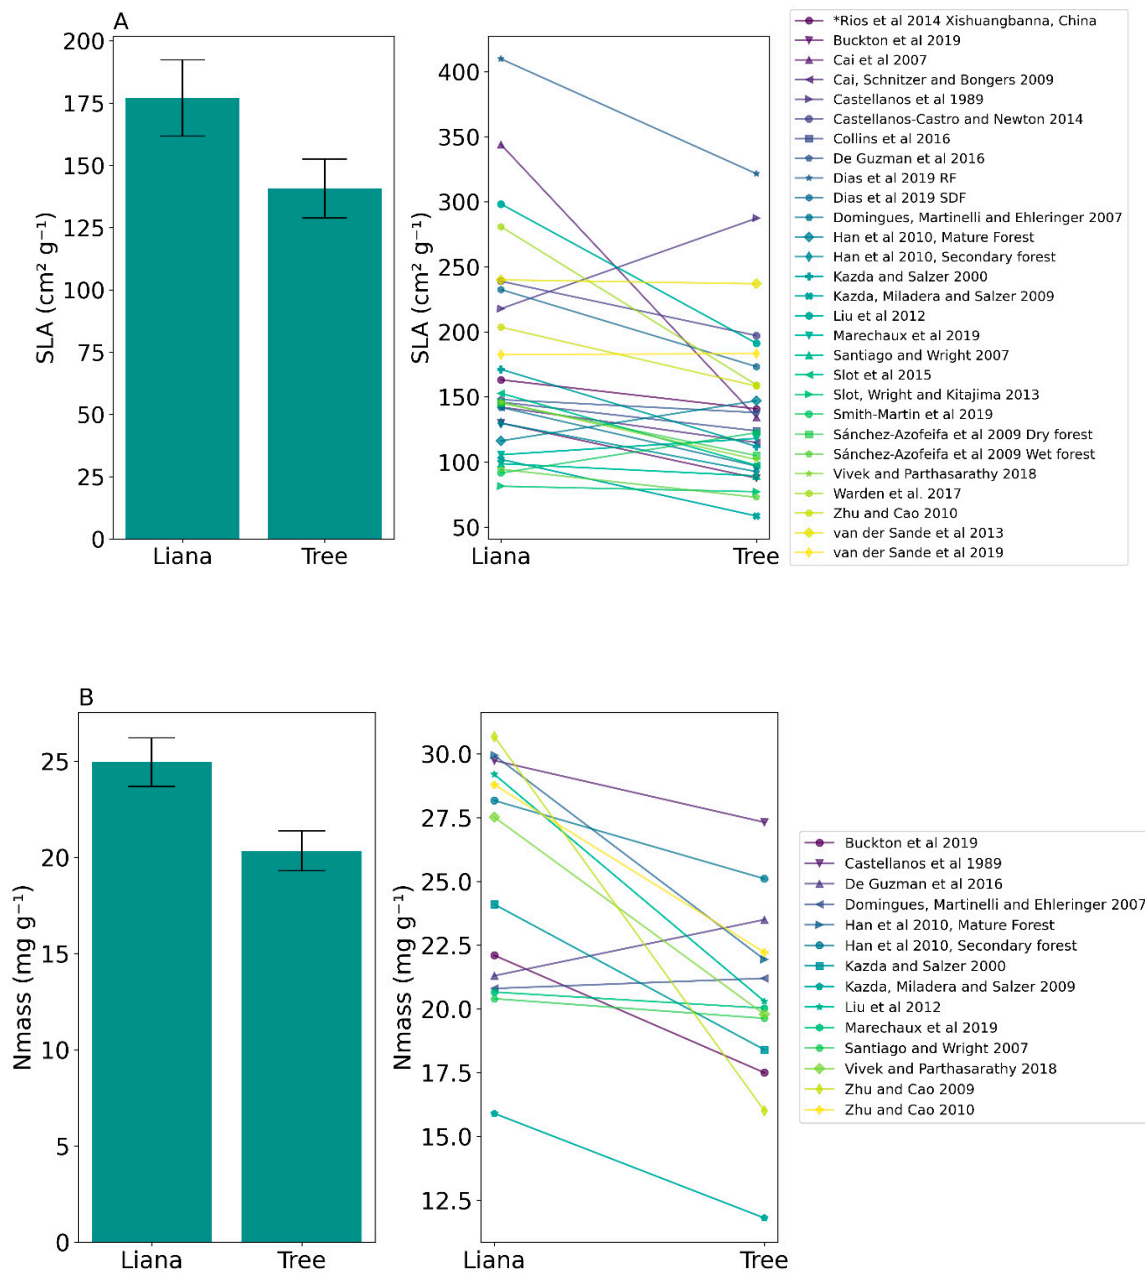 A
SLA (cm² g⁻¹)
200
175
150
125
100
75
50
25
0
Liana
Tree
SLA (cm² g⁻¹)
400
350
300
250
200
150
100
50
Liana
Tree
*Rios et al 2014 Xishuangbanna, China
Buckton et al 2019
Cai et al 2007
Cai, Schnitzer and Bongers 2009
Castellanos et al 1989
Castellanos-Castro and Newton 2014
Collins et al 2016
De Guzman et al 2016
Dias et al 2019 RF
Dias et al 2019 SDF
Domingues, Martinelli and Ehleringer 2007
Han et al 2010, Mature Forest
Han et al 2010, Secondary forest
Kazda and Salzer 2000
Kazda, Miladera and Salzer 2009
Liu et al 2012
Marechaux et al 2019
Santiago and Wright 2007
Slot et al 2015
Slot, Wright and Kitajima 2013
Smith-Martin et al 2019
Sánchez-Azofeifa et al 2009 Dry forest
Sánchez-Azofeifa et al 2009 Wet forest
Vivek and Parthasarathy 2018
Warden et al. 2017
Zhu and Cao 2010
van der Sande et al 2013
van der Sande et al 2019
B
Nmass (mg g⁻¹)
25
20
15
10
5
0
Liana
Tree
Nmass (mg g⁻¹)
30.0
27.5
25.0
22.5
20.0
17.5
15.0
12.5
Liana
Tree
Buckton et al 2019
Castellanos et al 1989
De Guzman et al 2016
Domingues, Martinelli and Ehleringer 2007
Han et al 2010, Mature Forest
Han et al 2010, Secondary forest
Kazda and Salzer 2000
Kazda, Miladera and Salzer 2009
Liu et al 2012
Marechaux et al 2019
Santiago and Wright 2007
Vivek and Parthasarathy 2018
Zhu and Cao 2009
Zhu and Cao 2010